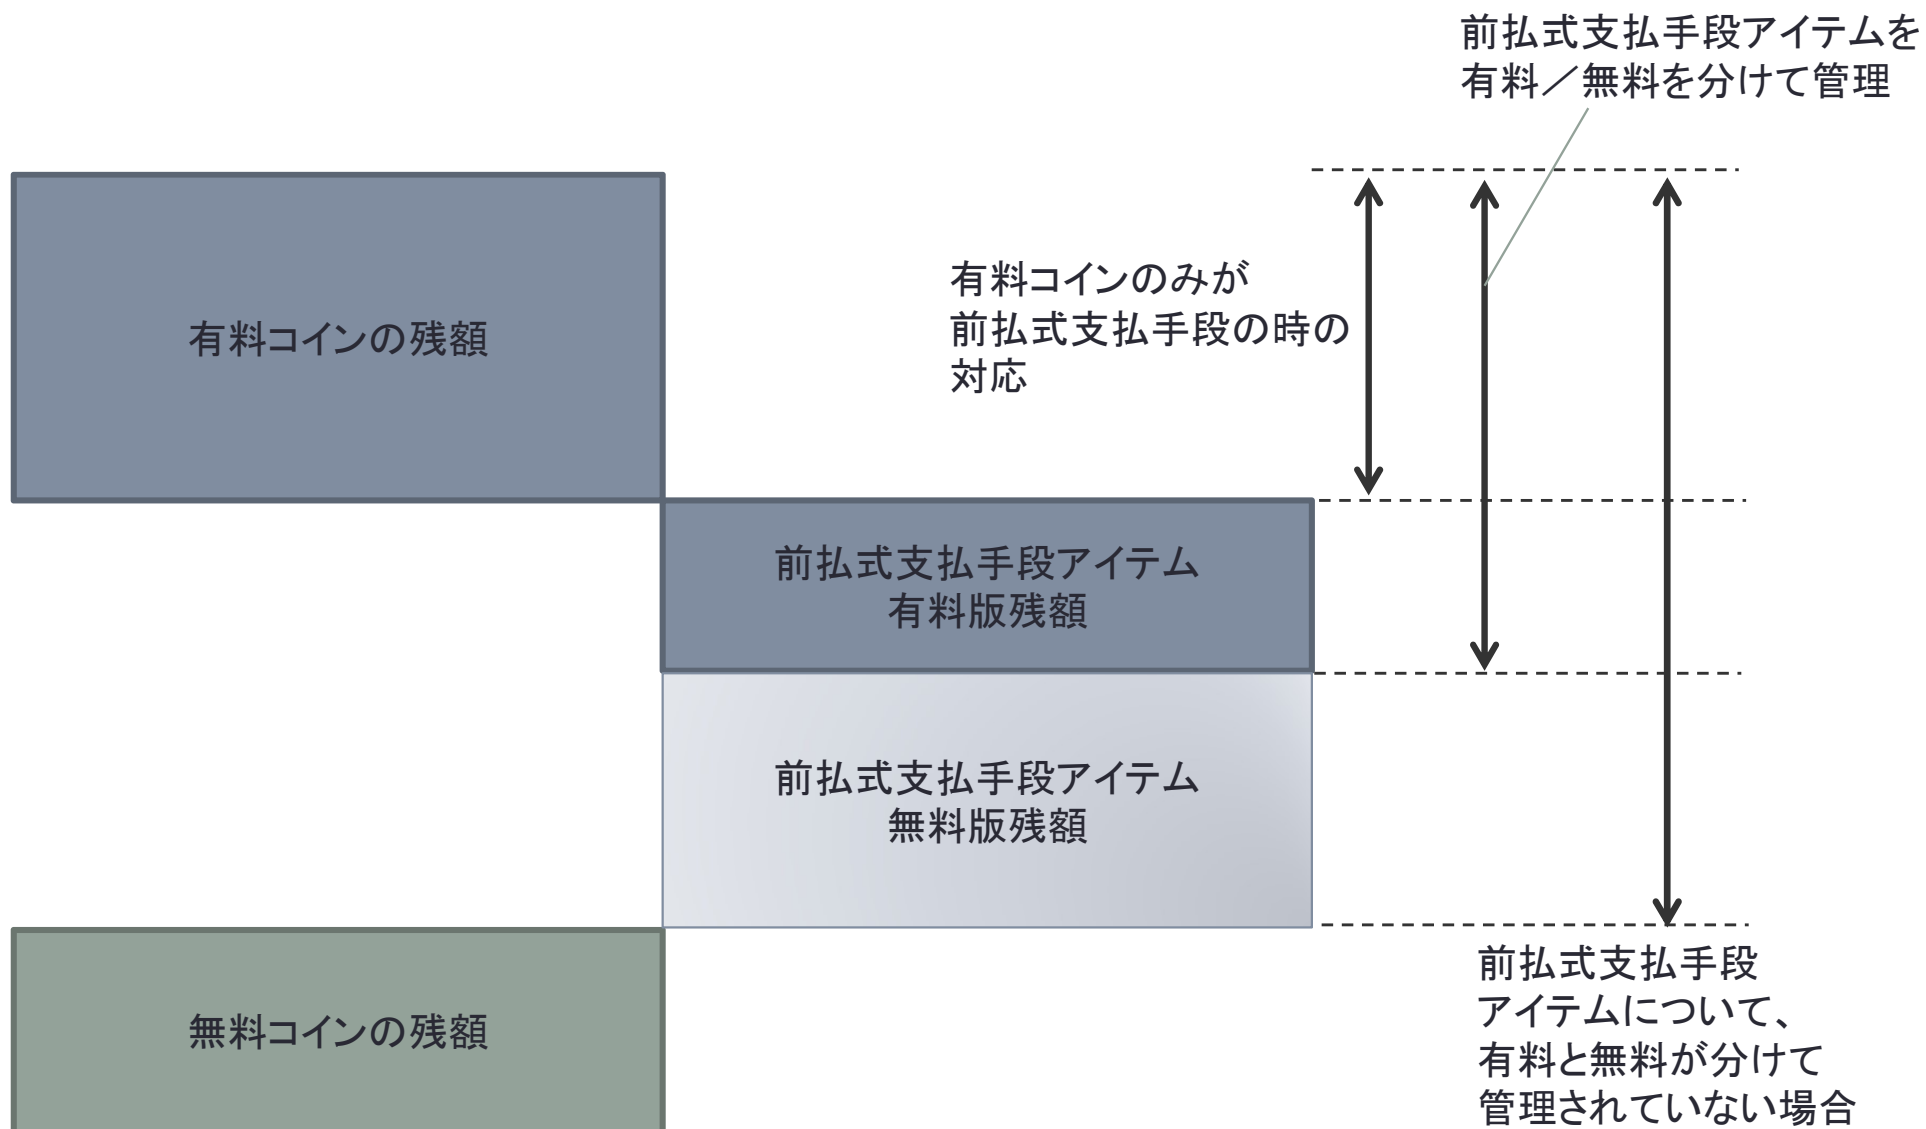 前払式支払手段アイテムを
有料／無料を分けて管理
有料コインのみが
前払式支払手段の時の
対応
有料コインの残額
前払式支払手段アイテム
有料版残額
前払式支払手段アイテム
無料版残額
無料コインの残額
前払式支払手段
アイテムについて、
有料と無料が分けて
管理されていない場合